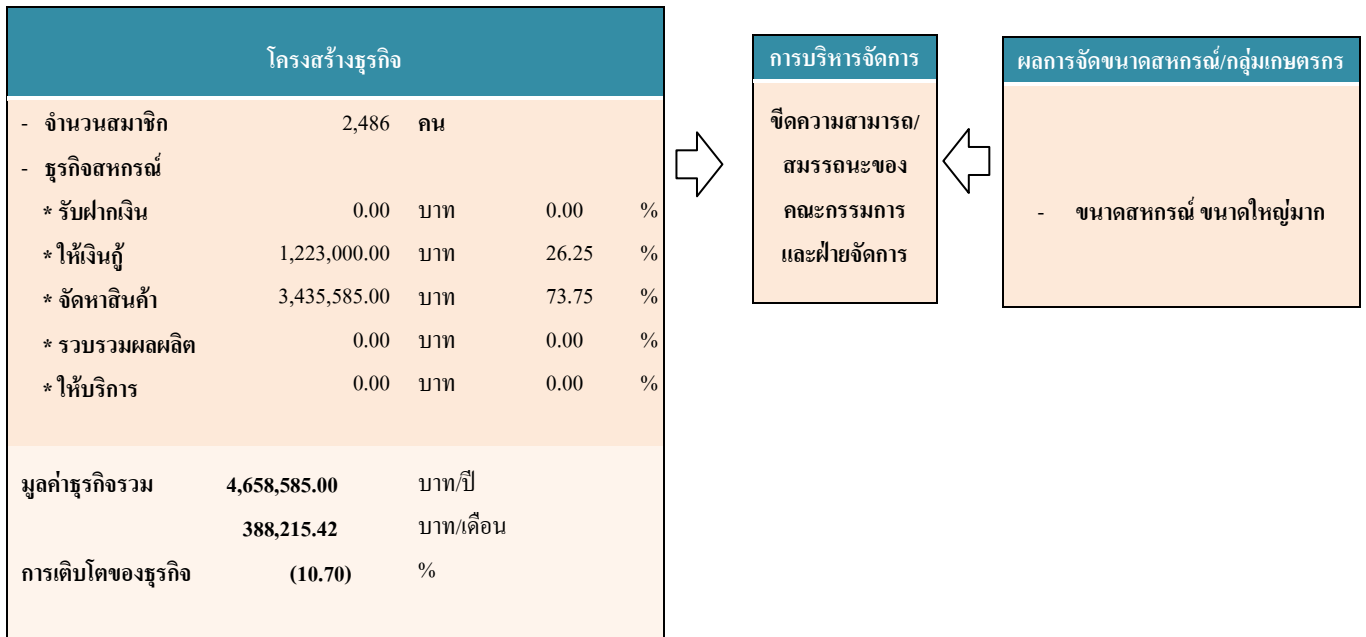 โครงสร้างธุรกิจ
- จำนวนสมาชิก 2,486 คน
- ธุรกิจสหกรณ์
* รับฝากเงิน 0.00 บาท 0.00 %
* ให้เงินกู้ 1,223,000.00 บาท 26.25 %
* จัดหาสินค้า 3,435,585.00 บาท 73.75 %
* รวบรวมผลผลิต 0.00 บาท 0.00 %
* ให้บริการ 0.00 บาท 0.00 %
มูลค่าธุรกิจรวม 4,658,585.00 บาท/ปี
388,215.42 บาท/เดือน
การเติบโตของธุรกิจ (10.70) %
การบริหารจัดการ
ขีดความสามารถ/
สมรรถนะของ
คณะกรรมการ
และฝ่ายจัดการ
ผลการจัดขนาดสหกรณ์/กลุ่มเกษตรกร
- ขนาดสหกรณ์ ขนาดใหญ่มาก